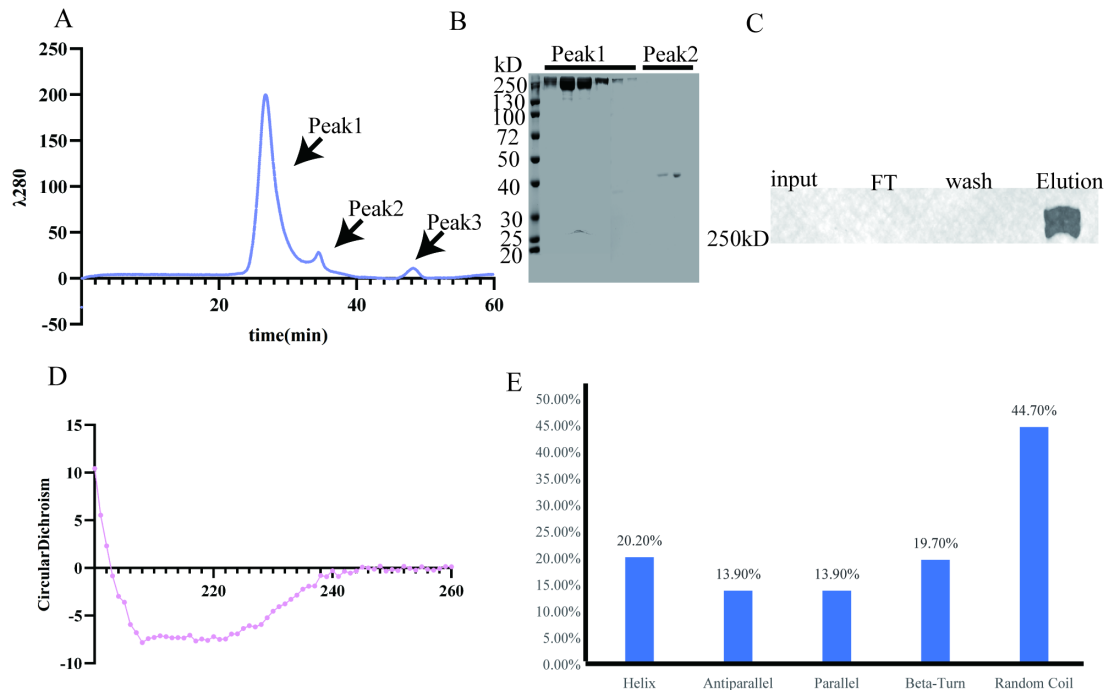 A
250
200
150
100
50
0
-50
λ280
20
40
60
time(min)
Peak1
Peak2
Peak3
B
Peak1
Peak2
kD
250
130
100
72
50
40
30
25
20
C
input
FT
wash
Elution
250kD
D
15
10
5
0
-5
-10
CircularDichroism
220
240
260
E
50.00%
45.00%
40.00%
35.00%
30.00%
25.00%
20.00%
15.00%
10.00%
5.00%
0.00%
20.20%
13.90%
13.90%
19.70%
44.70%
Helix
Antiparallel
Parallel
Beta-Turn
Random Coil